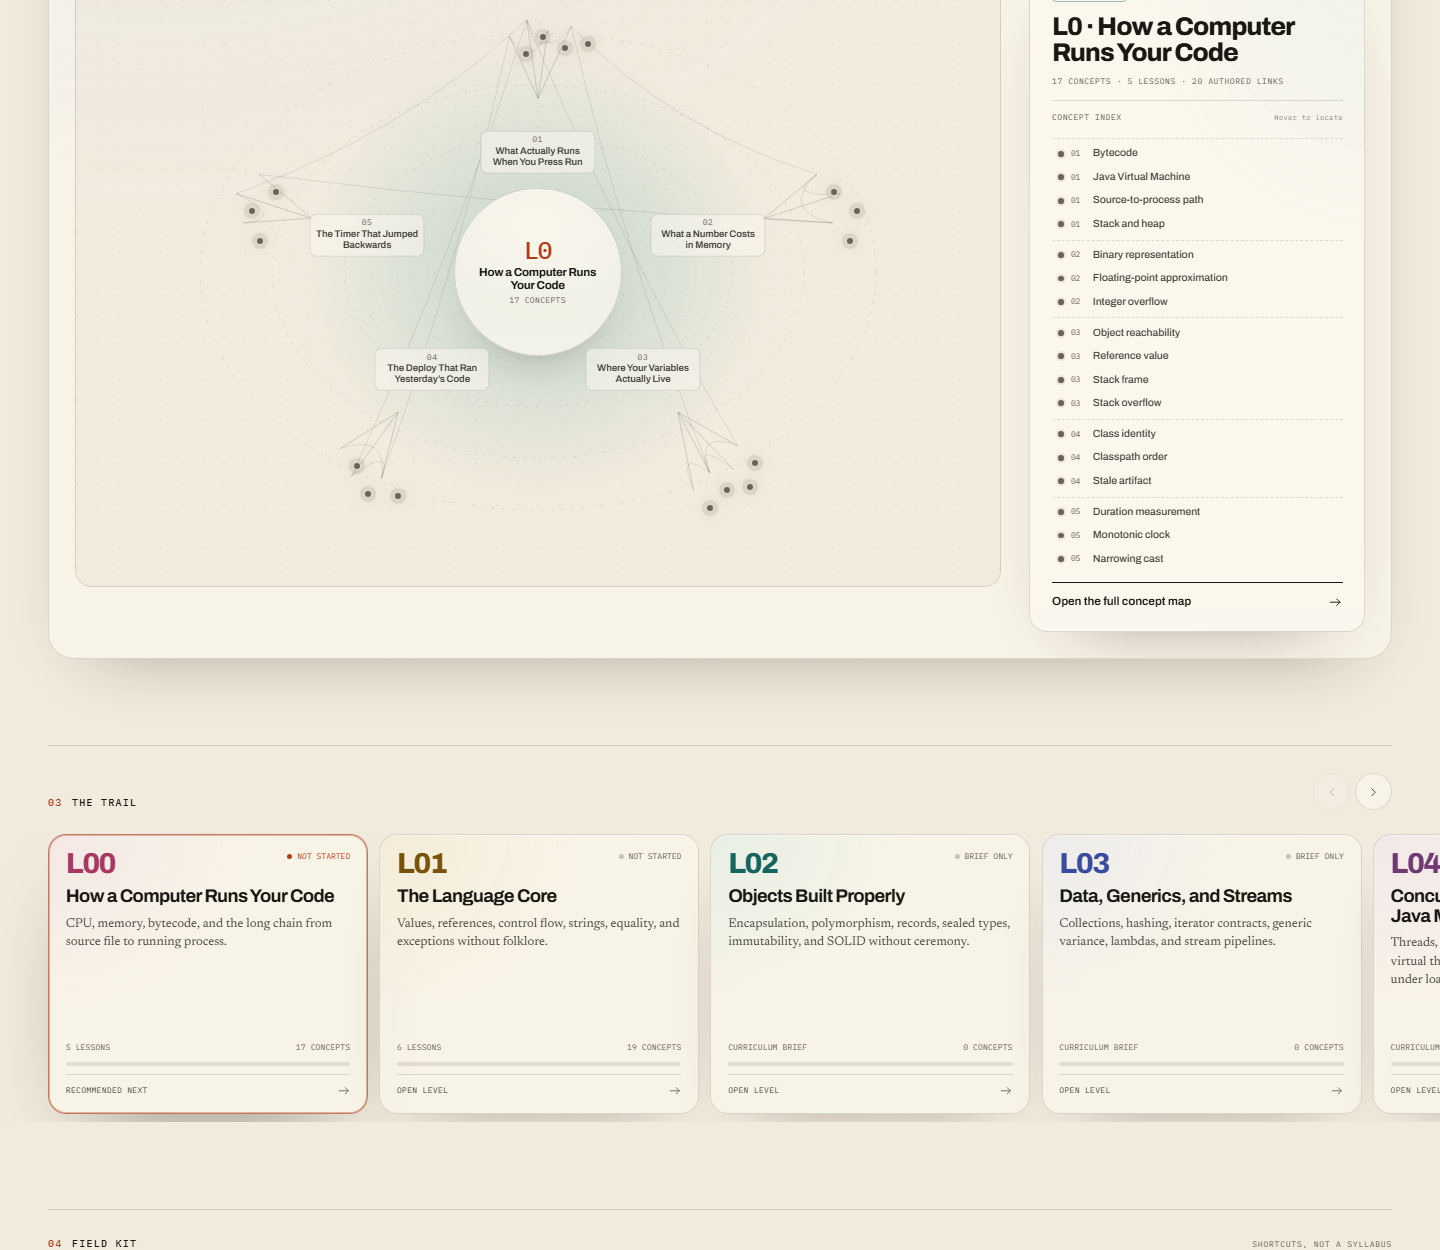 01
What Actually Runs
When You Press Run
05
The Timer That Jumped
Backwards
02
What a Number Costs
in Memory
L0
How a Computer Runs
Your Code
17 CONCEPTS
04
The Deploy That Ran
Yesterday's Code
03
Where Your Variables
Actually Live
L0 · How a Computer
Runs Your Code
17 CONCEPTS · 5 LESSONS · 20 AUTHORED LINKS
CONCEPT INDEX
Hover to locate
01 Bytecode
01 Java Virtual Machine
01 Source-to-process path
01 Stack and heap
02 Binary representation
02 Floating-point approximation
02 Integer overflow
03 Object reachability
03 Reference value
03 Stack frame
03 Stack overflow
04 Class identity
04 Classpath order
04 Stale artifact
05 Duration measurement
05 Monotonic clock
05 Narrowing cast
Open the full concept map →
03 THE TRAIL
L00
NOT STARTED
How a Computer Runs Your Code
CPU, memory, bytecode, and the long chain from
source file to running process.
5 LESSONS
17 CONCEPTS
RECOMMENDED NEXT →
L01
NOT STARTED
The Language Core
Values, references, control flow, strings, equality, and
exceptions without folklore.
6 LESSONS
19 CONCEPTS
OPEN LEVEL →
L02
BRIEF ONLY
Objects Built Properly
Encapsulation, polymorphism, records, sealed types,
immutability, and SOLID without ceremony.
CURRICULUM BRIEF
0 CONCEPTS
OPEN LEVEL →
L03
BRIEF ONLY
Data, Generics, and Streams
Collections, hashing, iterator contracts, generic
variance, lambdas, and stream pipelines.
CURRICULUM BRIEF
0 CONCEPTS
OPEN LEVEL →
L04
Concu
Java M
Threads,
virtual th
under loa
CURRICULUM
OPEN LEVEL
04 FIELD KIT
SHORTCUTS, NOT A SYLLABUS